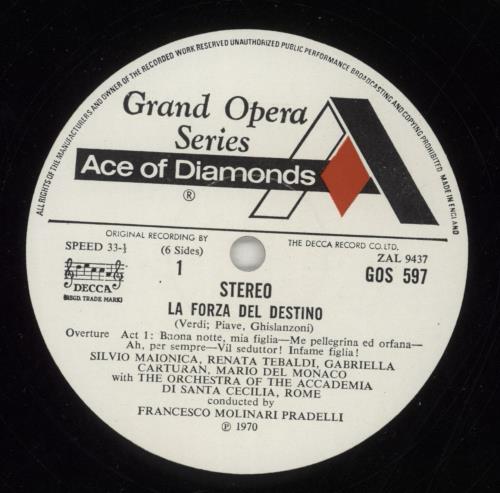 ALL RIGHTS OF THE MANUFACTURERS AND OWNER OF THE RECORDED WORK RESERVED UNAUTHORIZED PUBLIC PERFORMANCE BROADCASTING AND COPYING PROHIBITED MADE IN ENGLAND
Grand Opera
Series
Ace of Diamonds
®
ORIGINAL RECORDING BY THE DECCA RECORD CO. LTD.
SPEED 33-⅓ (6 Sides) ZAL 9437
1 GOS 597
DECCA
(REGD. TRADE MARK)
STEREO
LA FORZA DEL DESTINO
(Verdi; Piave, Ghislanzoni)
Overture Act 1: Buona notte, mia figlia—Me pellegrina ed orfana—
Ah, per sempre—Vil seduttor! Infame figlia!
SILVIO MAIONICA, RENATA TEBALDI, GABRIELLA
CARTURAN, MARIO DEL MONACO
with THE ORCHESTRA OF THE ACCADEMIA
DI SANTA CECILIA, ROME
conducted by
FRANCESCO MOLINARI PRADELLI
℗ 1970